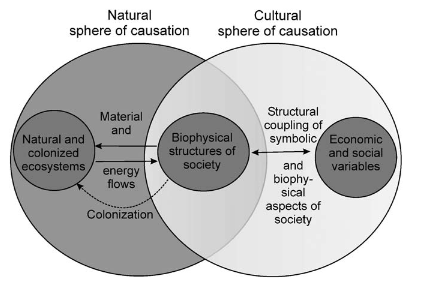 Natural
sphere of causation
Cultural
sphere of causation
Natural and
colonized
ecosystems
Material
and
energy
flows
Colonization
Biophysical
structures of
society
Structural
coupling of
symbolic
and
biophy-
sical
aspects of
society
Economic
and social
variables